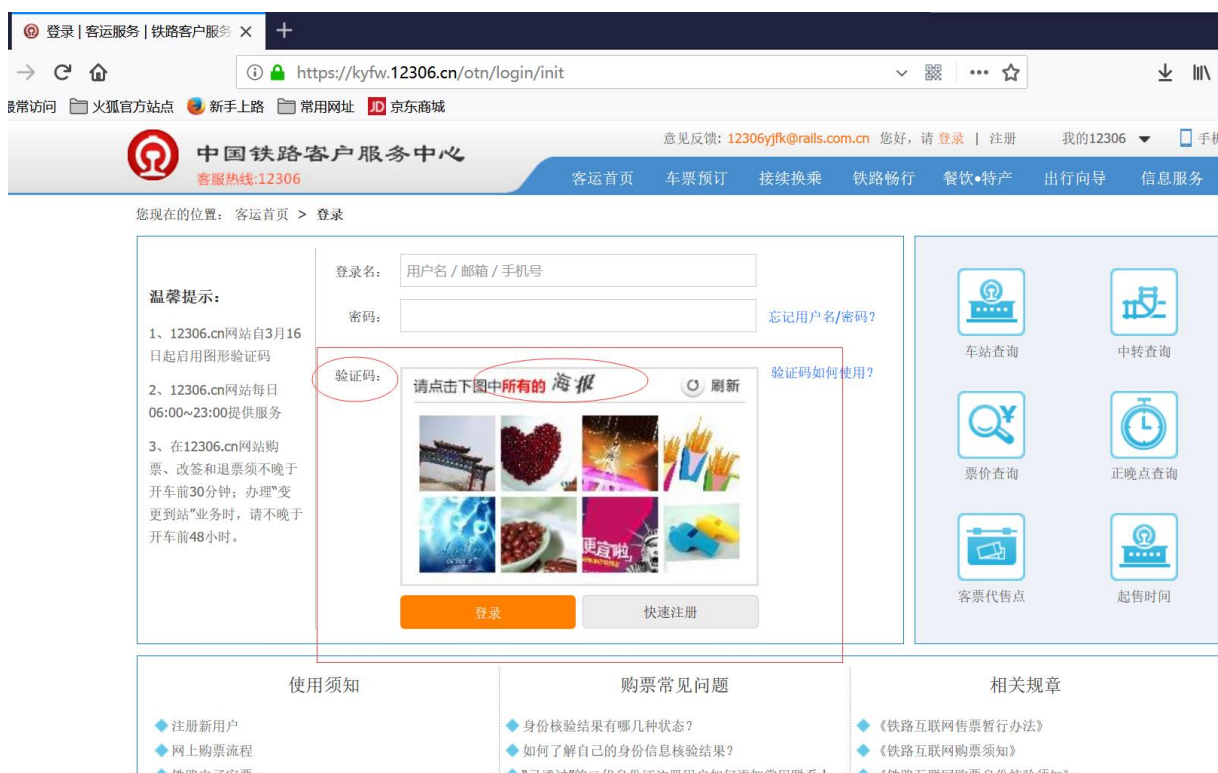 登录 | 客运服务 | 铁路客户服务
https://kyfw.12306.cn/otn/login/init
最常访问 火狐官方站点 新手上路 常用网址 JD 京东商城
中国铁路客户服务中心
客服热线:12306
意见反馈: 12306yjfk@rails.com.cn 您好，请 登录 | 注册 我的12306 手机
客运首页 车票预订 接续换乘 铁路畅行 餐饮•特产 出行向导 信息服务
您现在的位置： 客运首页 > 登录
温馨提示：
1、12306.cn网站自3月16
日起启用图形验证码
2、12306.cn网站每日
06:00~23:00提供服务
3、在12306.cn网站购
票、改签和退票须不晚于
开车前30分钟；办理“变
更到站”业务时，请不晚于
开车前48小时。
登录名： 用户名 / 邮箱 / 手机号
密码： 忘记用户名/密码？
验证码： 验证码如何使用？
请点击下图中所有的 海报 刷新
便宜啦
登录 快速注册
车站查询 中转查询
票价查询 正晚点查询
客票代售点 起售时间
使用须知
注册新用户
网上购票流程
铁路电子客票
购票常见问题
身份核验结果有哪几种状态？
如何了解自己的身份信息核验结果？
相关规章
《铁路互联网售票暂行办法》
《铁路互联网购票须知》